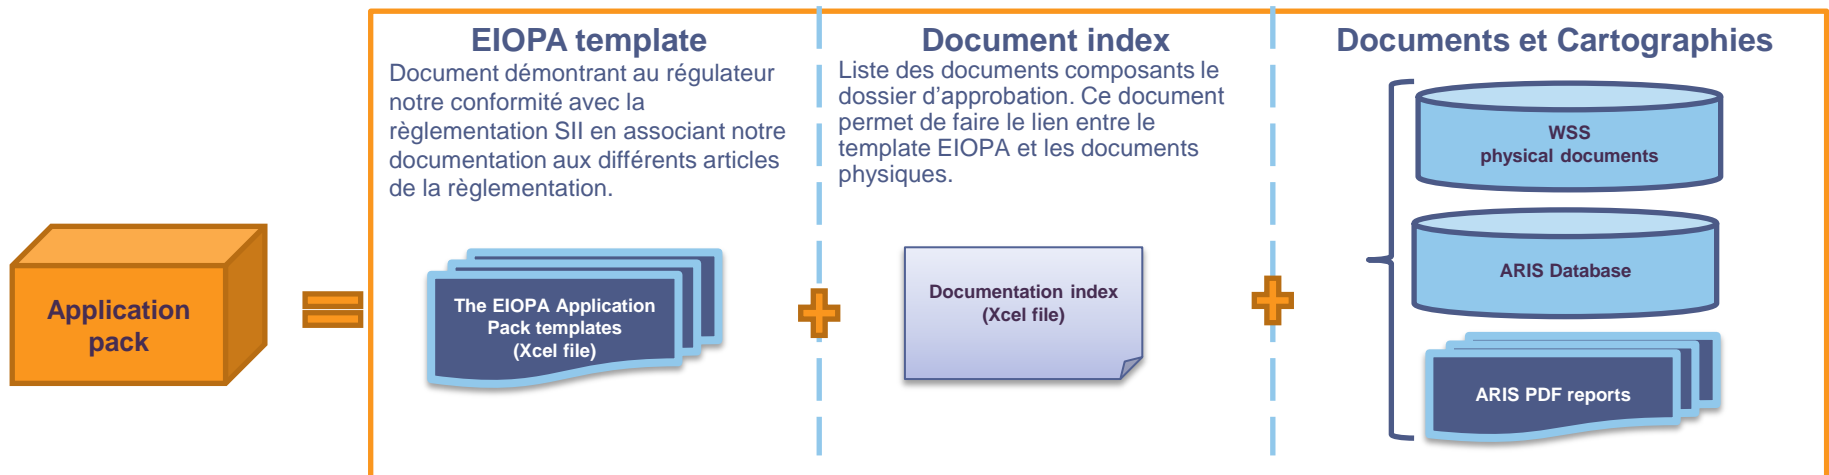 EIOPA template
Document démontrant au régulateur
notre conformité avec la
règlementation SII en associant notre
documentation aux différents articles
de la règlementation.
Document index
Liste des documents composants le
dossier d'approbation. Ce document
permet de faire le lien entre le
template EIOPA et les documents
physiques.
Documents et Cartographies
WSS
physical documents
ARIS Database
ARIS PDF reports
Application
pack
The EIOPA Application
Pack templates
(Xcel file)
Documentation index
(Xcel file)